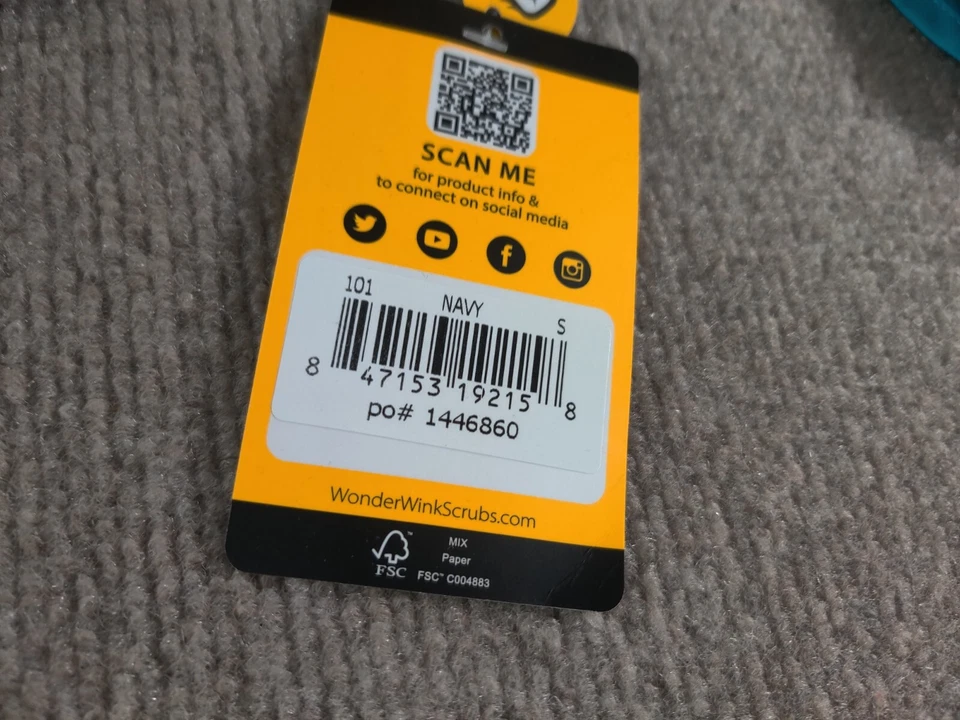 SCAN ME
for product info &
to connect on social media
101 NAVY S
8 47153 19215 8
po# 1446860
WonderWinkScrubs.com
FSC™
MIX
Paper
FSC™ C004883